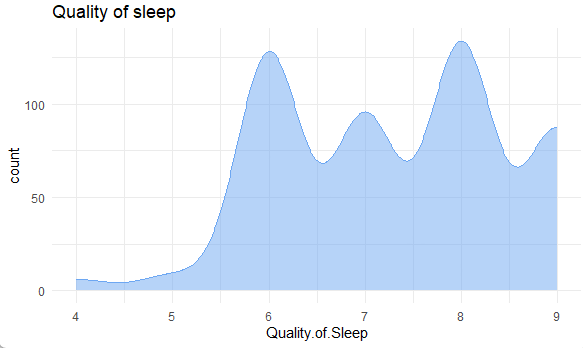 Quality of sleep
count
100
50
0
4 5 6 7 8 9
Quality.of.Sleep